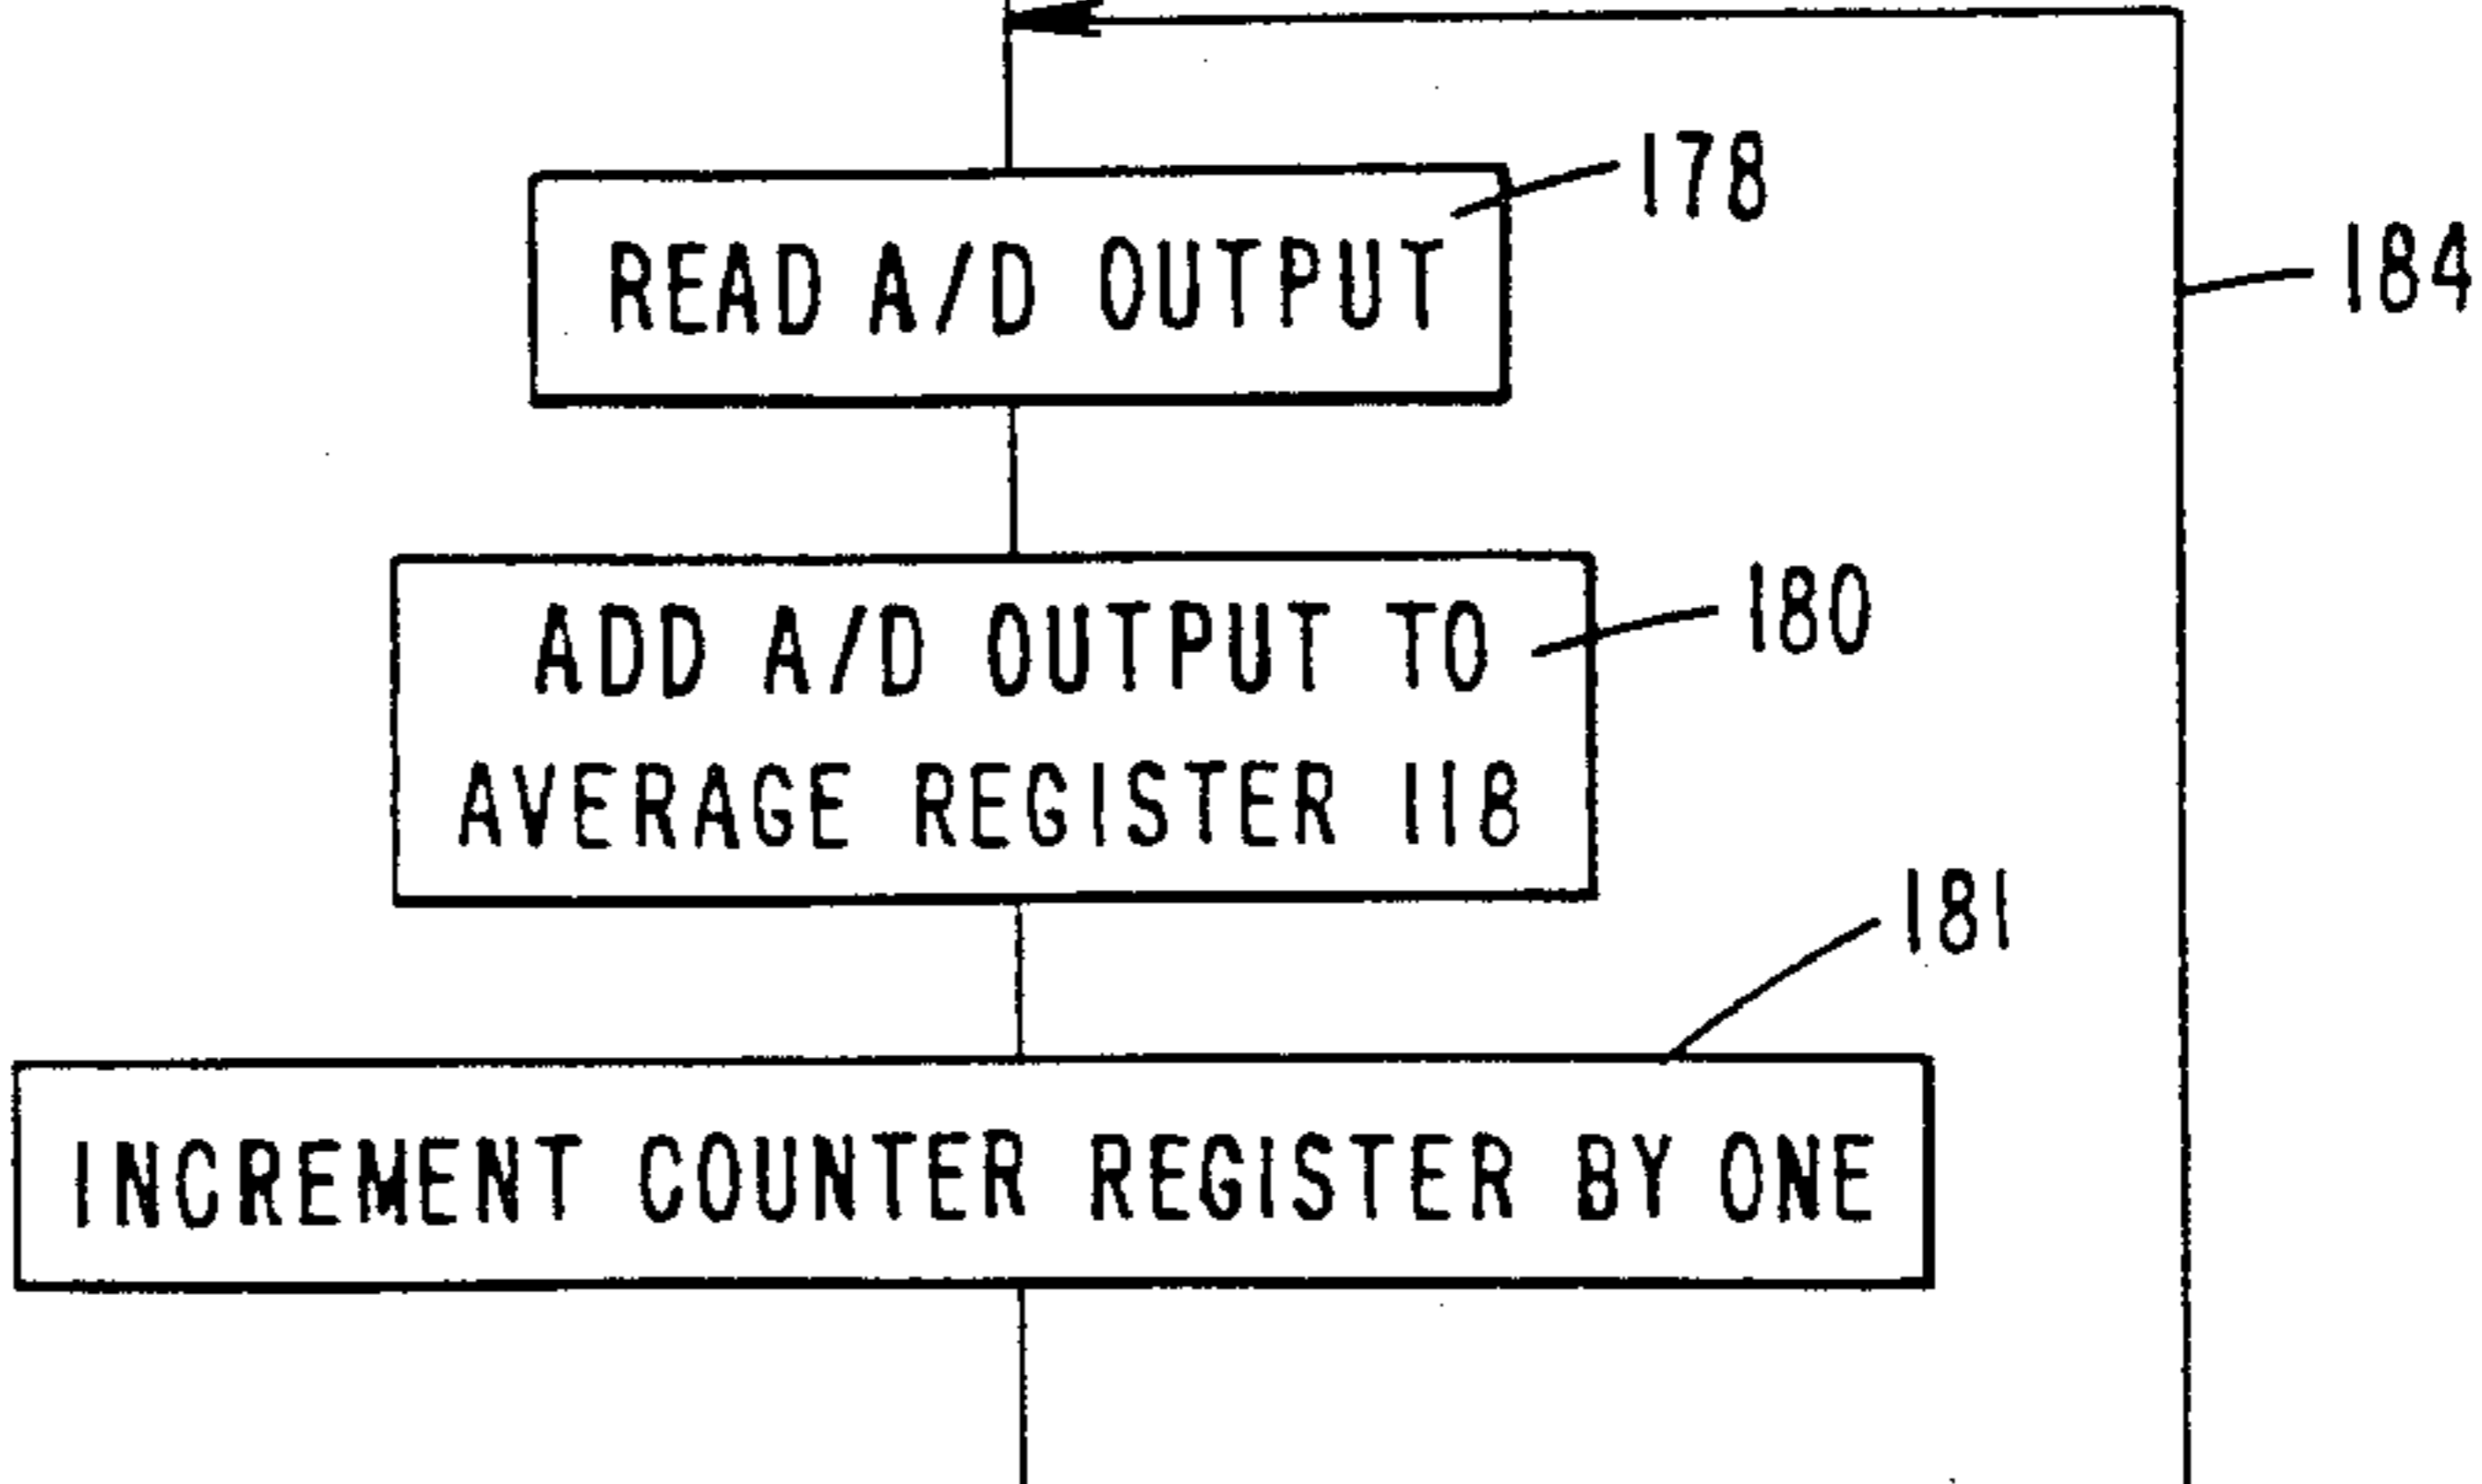 178
184
READ A/D OUTPUT
180
ADD A/D OUTPUT TO
AVERAGE REGISTER 118
181
INCREMENT COUNTER REGISTER BY ONE